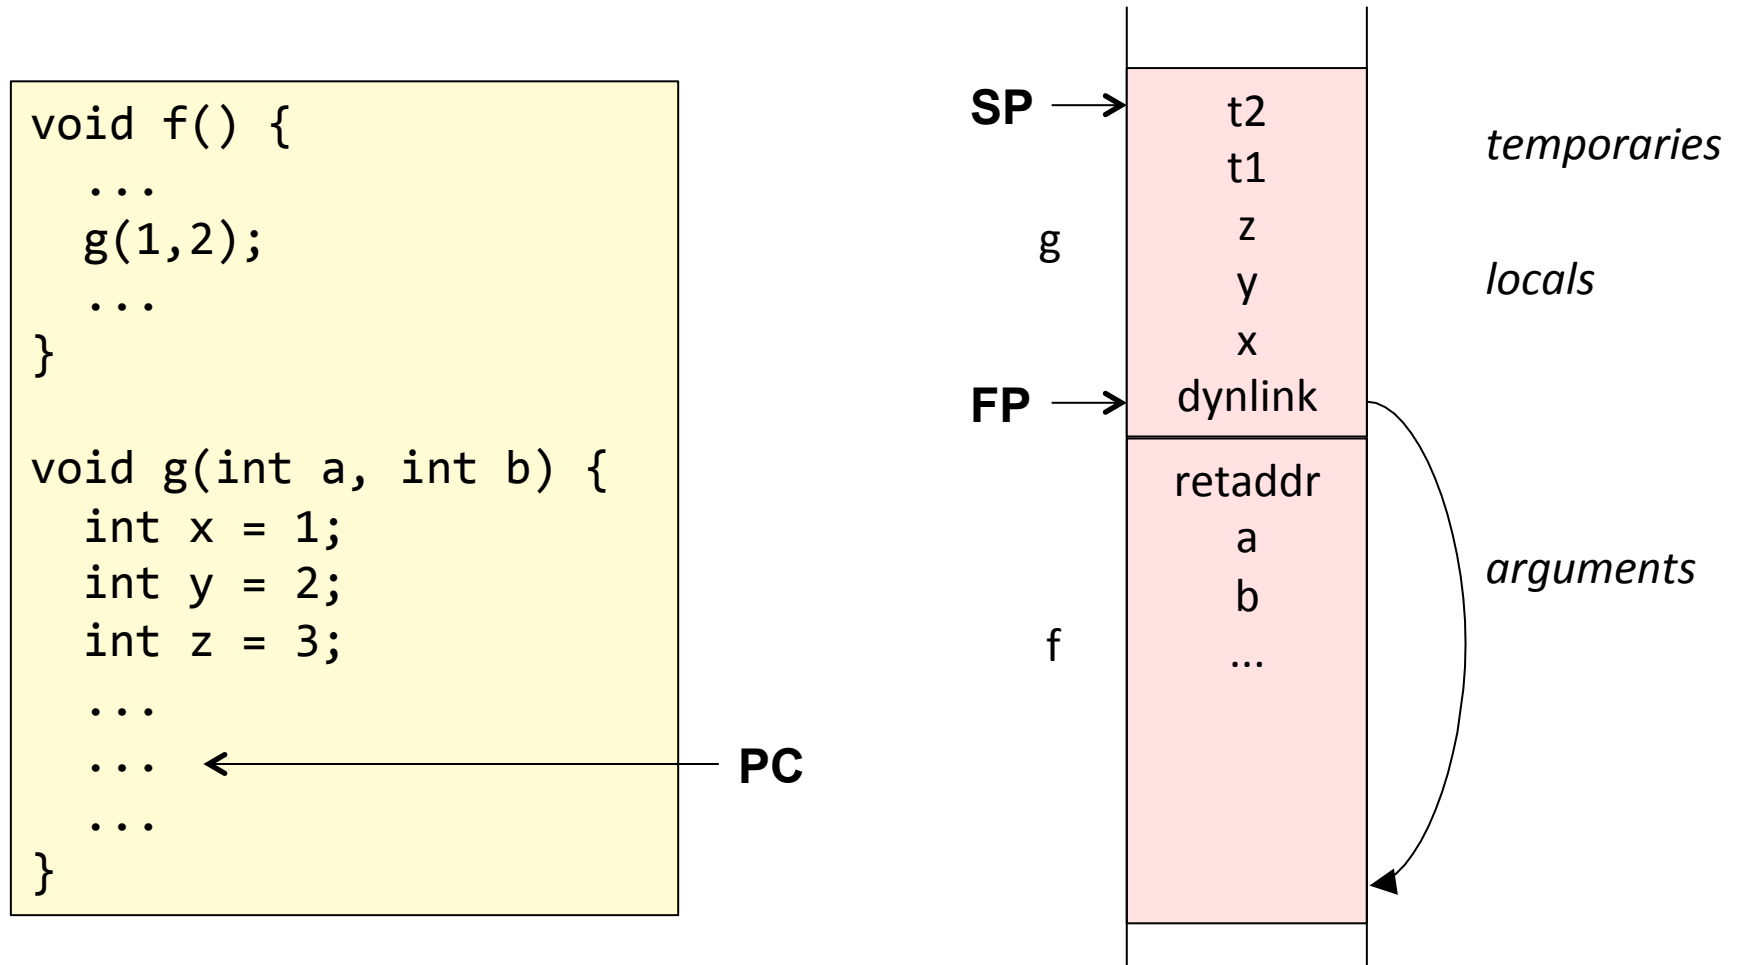 void f() {
...
g(1,2);
...
}
void g(int a, int b) {
int x = 1;
int y = 2;
int z = 3;
...
...
...
}
PC
SP
g
FP
f
t2
t1
z
y
x
dynlink
retaddr
a
b
...
temporaries
locals
arguments